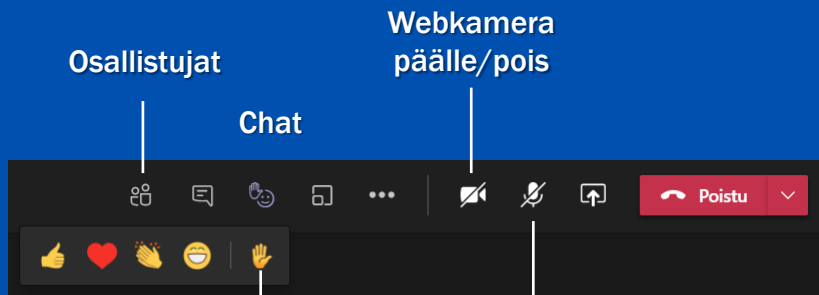 Webkamera
päälle/pois
Osallistujat
Chat
Poistu